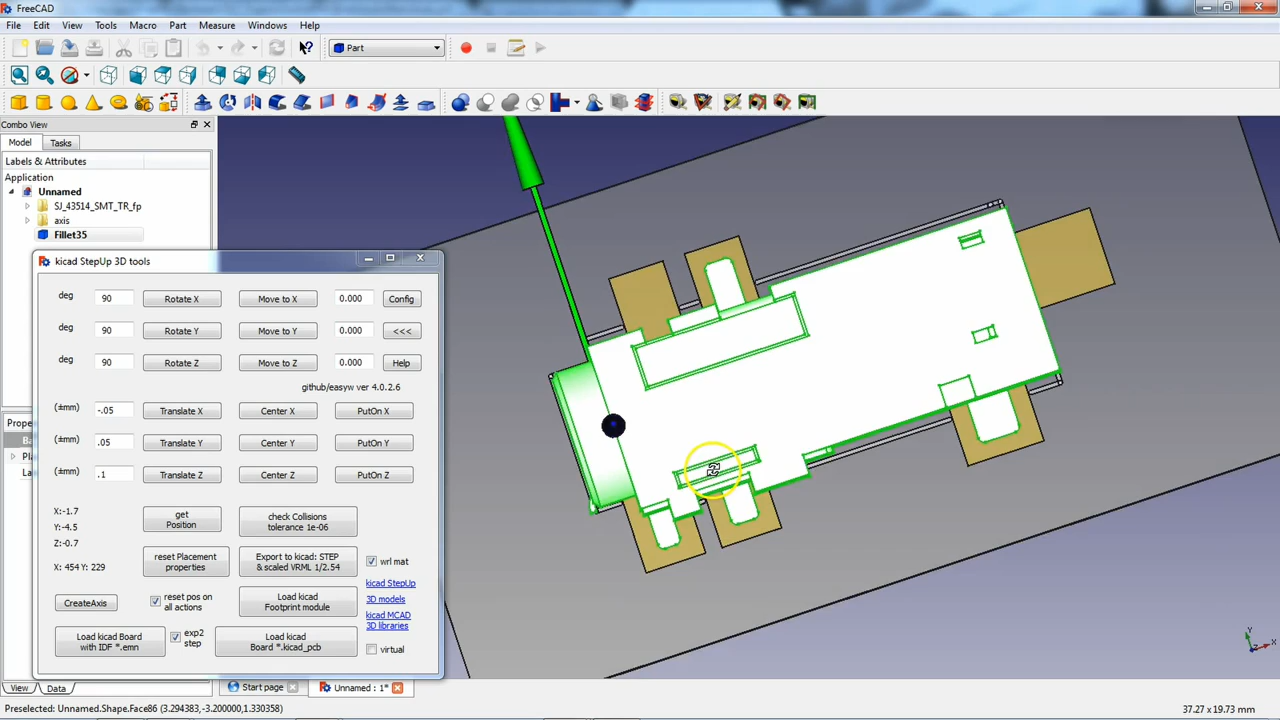 FreeCAD
File Edit View Tools Macro Part Measure Windows Help
Part
Combo View
Model Tasks
Labels & Attributes
Application
Unnamed
SJ_43514_SMT_TR_fp
axis
Fillet35
kicad StepUp 3D tools
deg 90 Rotate X Move to X 0.000 Config
deg 90 Rotate Y Move to Y 0.000 <<<
deg 90 Rotate Z Move to Z 0.000 Help
github/easyw ver 4.0.2.6
(±mm) -.05 Translate X Center X PutOn X
(±mm) .05 Translate Y Center Y PutOn Y
(±mm) .1 Translate Z Center Z PutOn Z
X:-1.7
Y:-4.5
Z:-0.7
X: 454 Y: 229
get
Position
check Collisions
tolerance 1e-06
reset Placement
properties
Export to kicad: STEP
& scaled VRML 1/2.54
wrl mat
kicad StepUp
3D models
kicad MCAD
3D libraries
CreateAxis
reset pos on
all actions
Load kicad
Footprint module
Load kicad Board
with IDF *.emn
exp2
step
Load kicad
Board *.kicad_pcb
virtual
Prope
Ba
P
La
View Data
Start page Unnamed : 1*
Y
Z
X
Preselected: Unnamed.Shape.Face86 (3.294383,-3.200000,1.330358)
37.27 x 19.73 mm